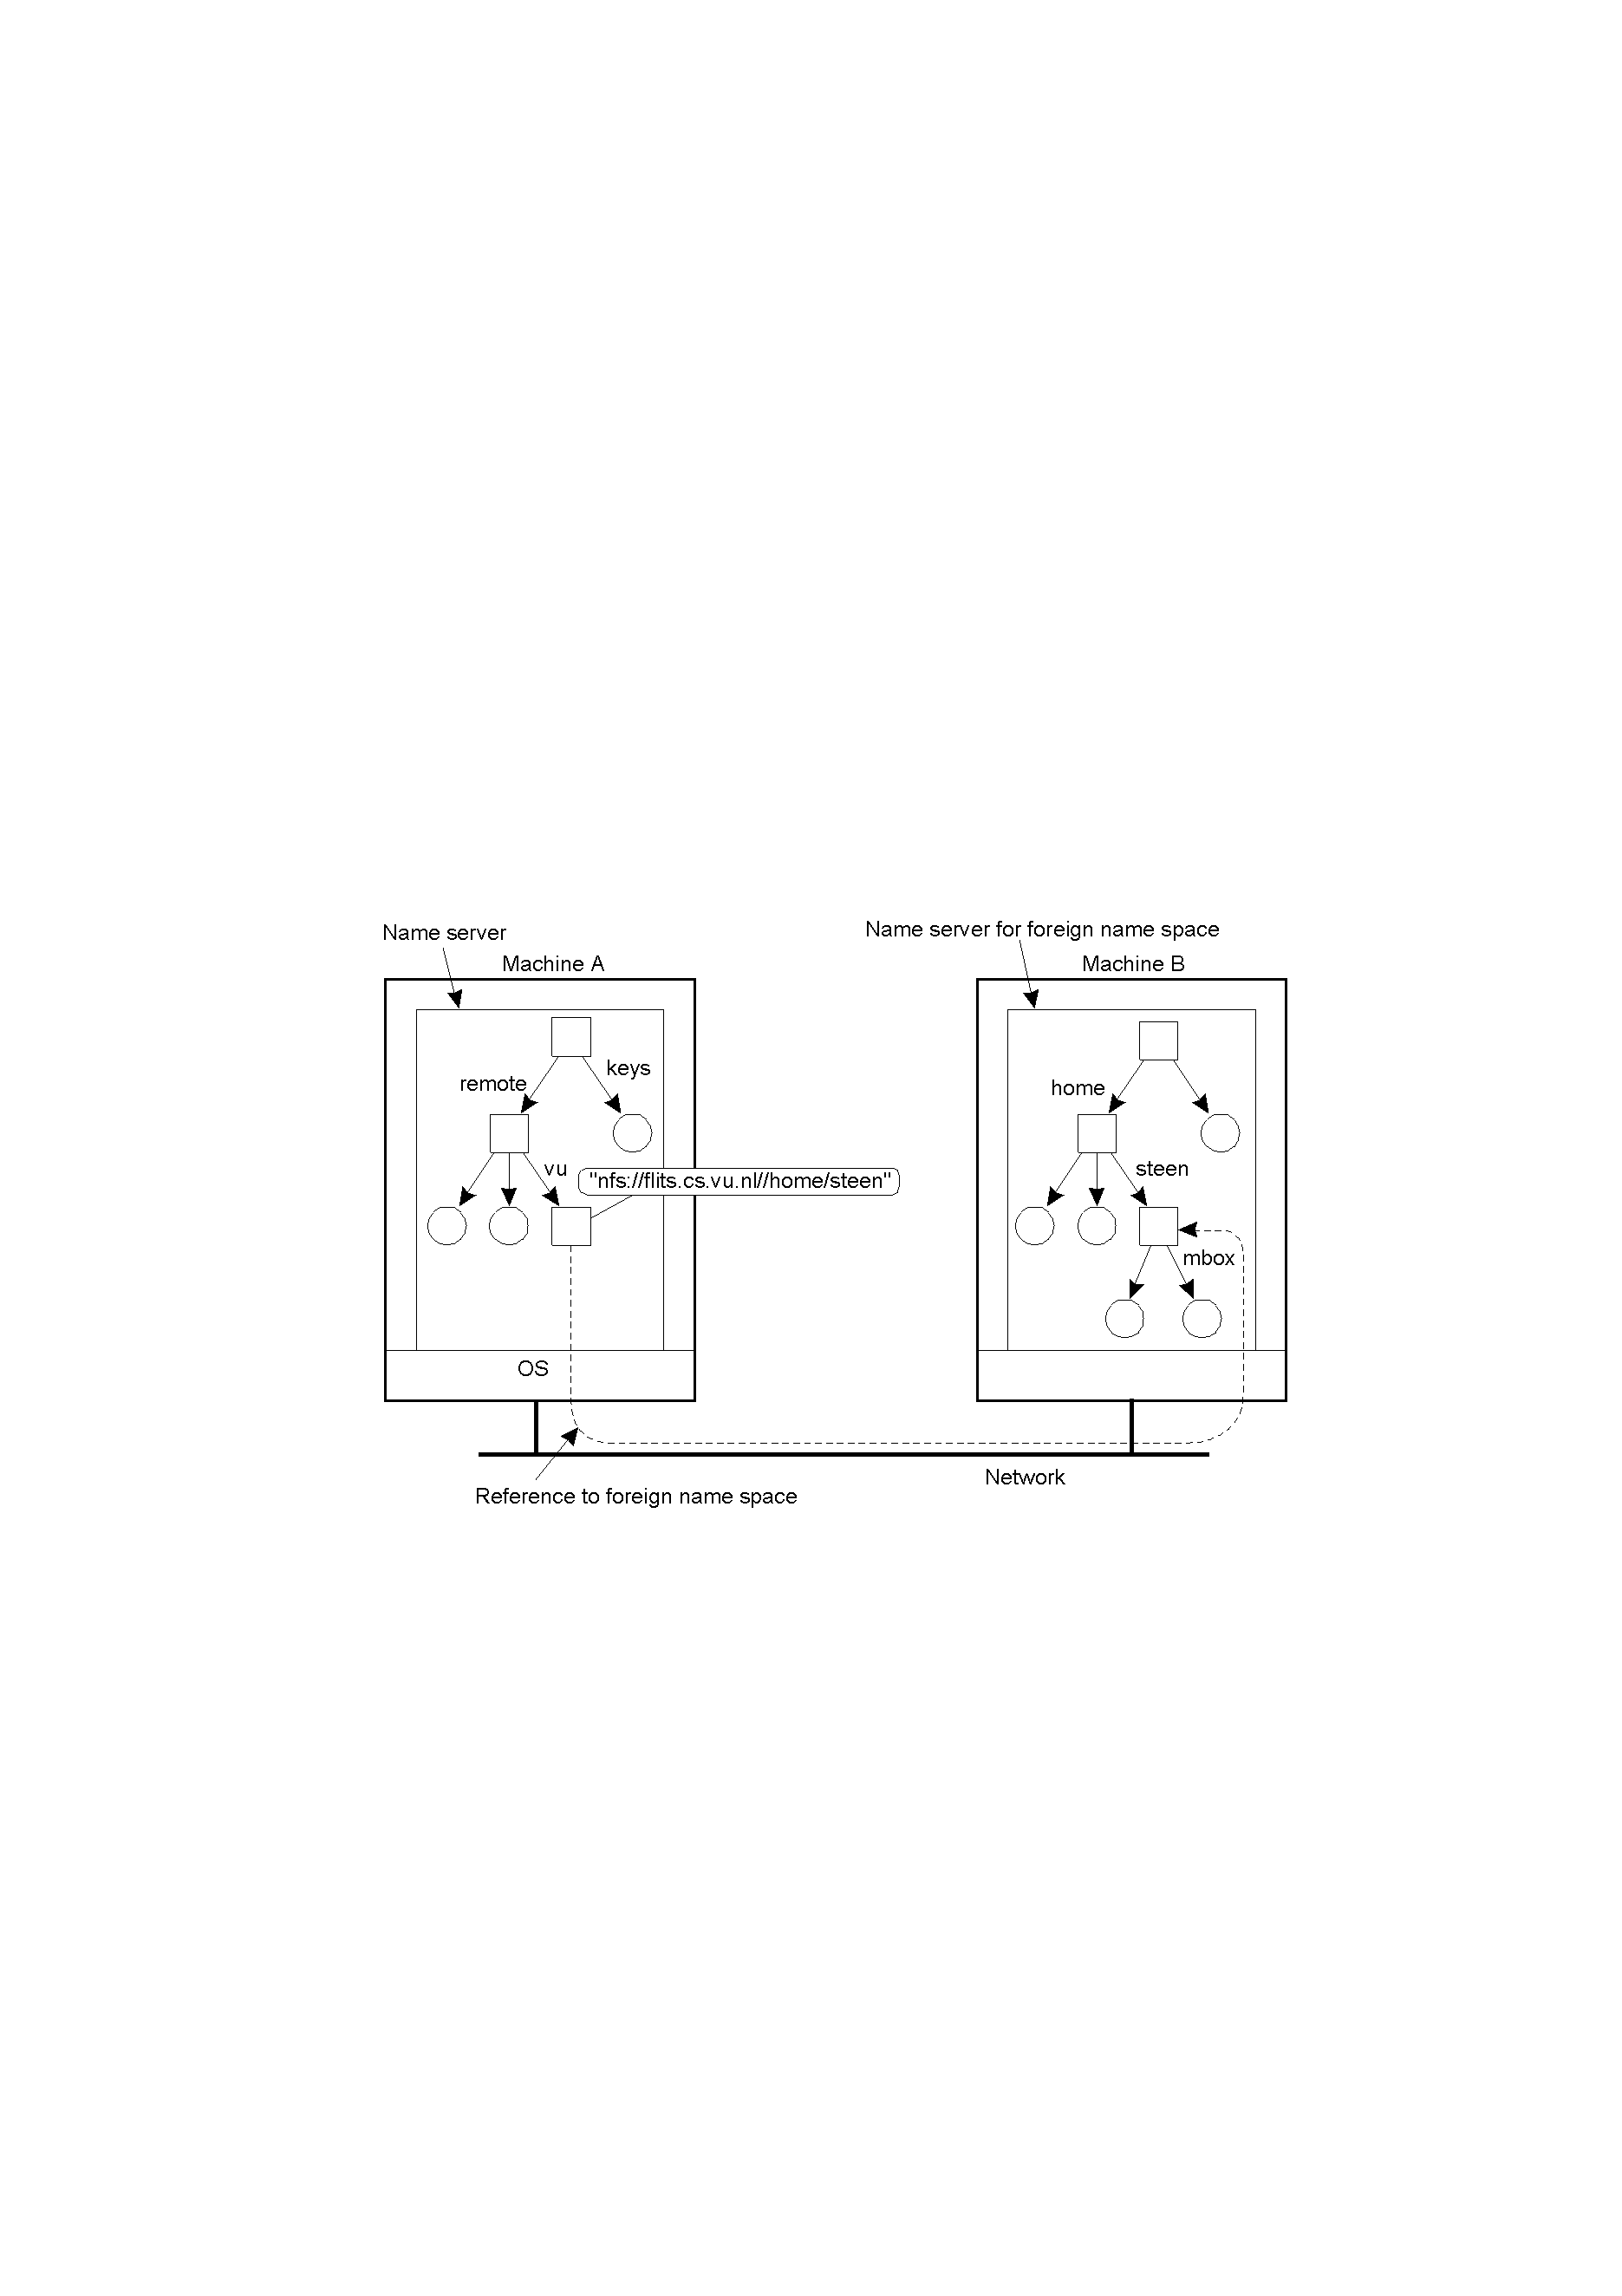 Name server
Name server for foreign name space
Machine A
Machine B
keys
remote
home
vu
"nfs://flits.cs.vu.nl//home/steen"
steen
mbox
OS
Network
Reference to foreign name space